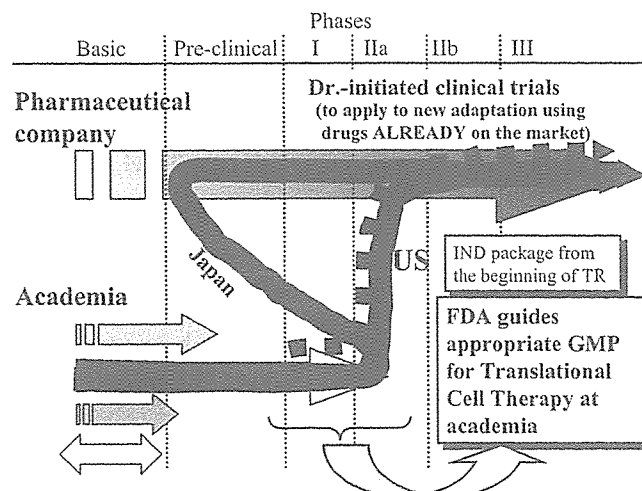 Phases
Basic Pre-clinical I IIa IIb III
Pharmaceutical
company
Dr.-initiated clinical trials
(to apply to new adaptation using
drugs ALREADY on the market)
Japan
US
IND package from
the beginning of TR
Academia
FDA guides
appropriate GMP
for Translational
Cell Therapy at
academia